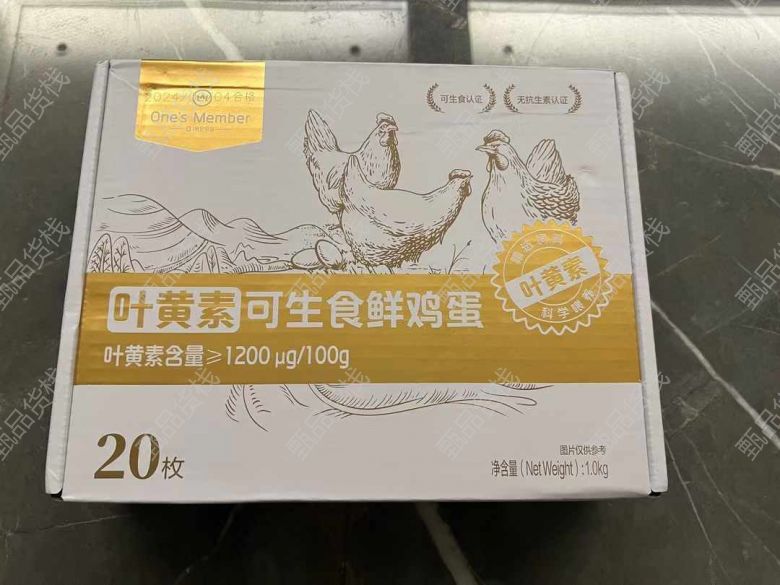 可生食认证
无抗生素认证
One's Member
叶黄素
科学喂养
叶黄素可生食鲜鸡蛋
叶黄素含量≥1200 μg/100g
20枚
图片仅供参考
净含量(Net Weight):1.0kg
甄品货栈